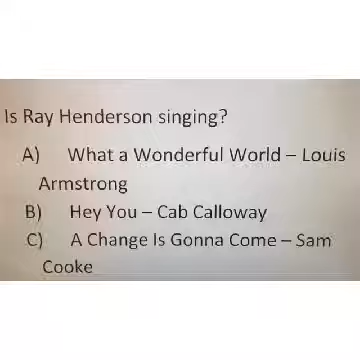 Is Ray Henderson singing?
A) What a Wonderful World – Louis
Armstrong
B) Hey You – Cab Calloway
C) A Change Is Gonna Come – Sam
Cooke